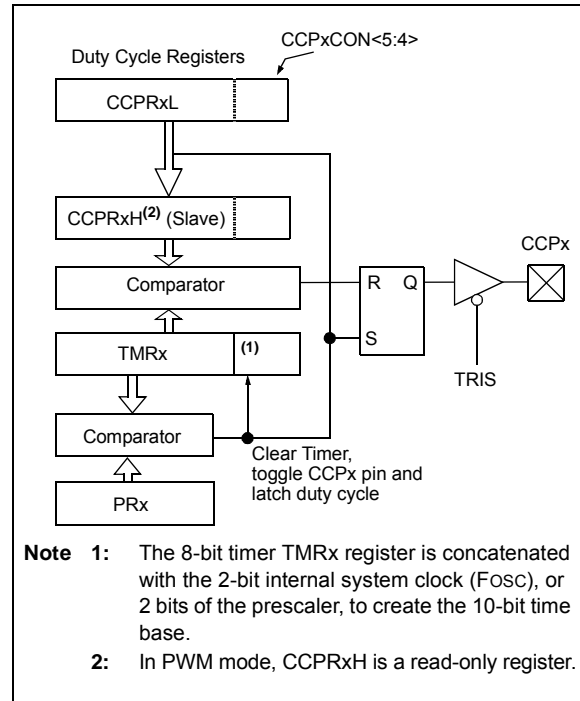 CCPxCON<5:4>
Duty Cycle Registers
CCPRxL
CCPRxH(2) (Slave)
CCPx
Comparator
R Q
TMRx (1)
S
TRIS
Comparator
Clear Timer,
toggle CCPx pin and
latch duty cycle
PRx
Note 1: The 8-bit timer TMRx register is concatenated
with the 2-bit internal system clock (FOSC), or
2 bits of the prescaler, to create the 10-bit time
base.
2: In PWM mode, CCPRxH is a read-only register.